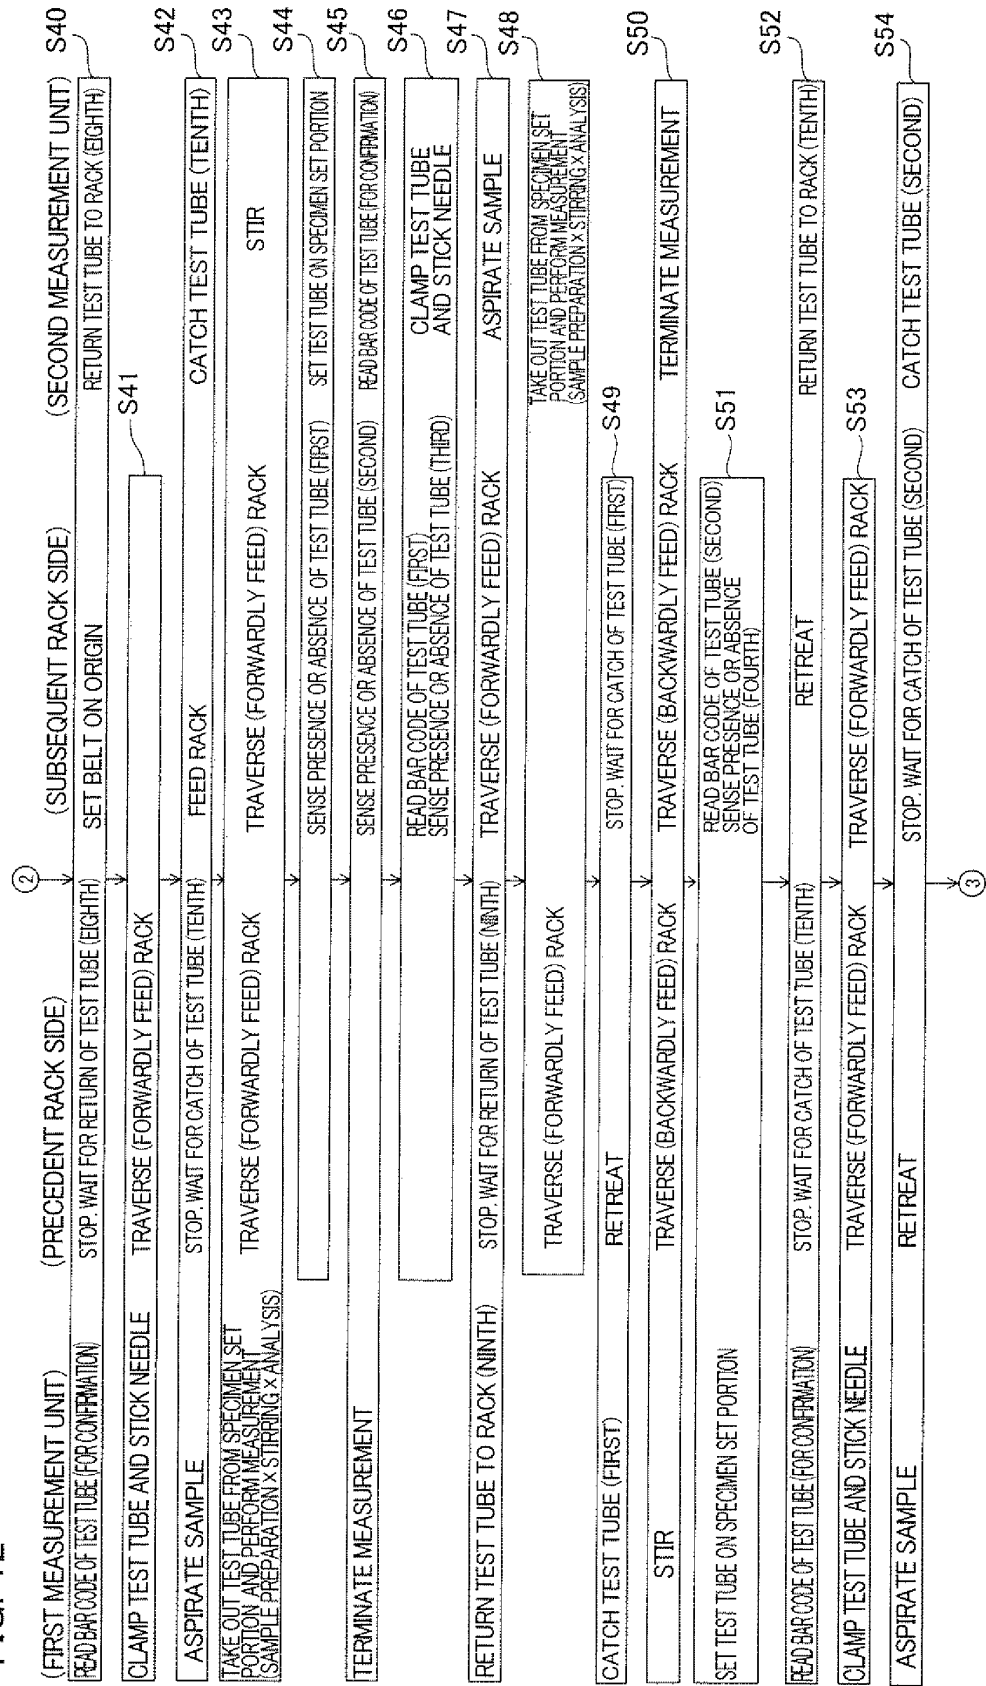 (FIRST MEASUREMENT UNIT)
(PRECEDENT RACK SIDE)
(SUBSEQUENT RACK SIDE)
(SECOND MEASUREMENT UNIT)
2
READ BAR CODE OF TEST TUBE (FOR CONFIRMATION)
STOP. WAIT FOR RETURN OF TEST TUBE (EIGHTH)
SET BELT ON ORIGIN
RETURN TEST TUBE TO RACK (EIGHTH)
S40
CLAMP TEST TUBE AND STICK NEEDLE
TRAVERSE (FORWARDLY FEED) RACK
S41
ASPIRATE SAMPLE
STOP. WAIT FOR CATCH OF TEST TUBE (TENTH)
FEED RACK
CATCH TEST TUBE (TENTH)
S42
TAKE OUT TEST TUBE FROM SPECIMEN SET
PORTION AND PERFORM MEASUREMENT
(SAMPLE PREPARATION × STIRRING × ANALYSIS)
TRAVERSE (FORWARDLY FEED) RACK
TRAVERSE (FORWARDLY FEED) RACK
STIR
S43
SENSE PRESENCE OR ABSENCE OF TEST TUBE (FIRST)
SET TEST TUBE ON SPECIMEN SET PORTION
S44
TERMINATE MEASUREMENT
SENSE PRESENCE OR ABSENCE OF TEST TUBE (SECOND)
READ BAR CODE OF TEST TUBE (FOR CONFIRMATION)
S45
READ BAR CODE OF TEST TUBE (FIRST)
SENSE PRESENCE OR ABSENCE OF TEST TUBE (THIRD)
CLAMP TEST TUBE
AND STICK NEEDLE
S46
RETURN TEST TUBE TO RACK (NINTH)
STOP. WAIT FOR RETURN OF TEST TUBE (NINTH)
TRAVERSE (FORWARDLY FEED) RACK
ASPIRATE SAMPLE
S47
TRAVERSE (FORWARDLY FEED) RACK
TAKE OUT TEST TUBE FROM SPECIMEN SET
PORTION AND PERFORM MEASUREMENT
(SAMPLE PREPARATION × STIRRING × ANALYSIS)
S48
CATCH TEST TUBE (FIRST)
RETREAT
STOP. WAIT FOR CATCH OF TEST TUBE (FIRST)
S49
STIR
TRAVERSE (BACKWARDLY FEED) RACK
TRAVERSE (BACKWARDLY FEED) RACK
TERMINATE MEASUREMENT
S50
SET TEST TUBE ON SPECIMEN SET PORTION
READ BAR CODE OF TEST TUBE (SECOND)
SENSE PRESENCE OR ABSENCE
OF TEST TUBE (FOURTH)
S51
READ BAR CODE OF TEST TUBE (FOR CONFIRMATION)
STOP. WAIT FOR CATCH OF TEST TUBE (TENTH)
RETREAT
RETURN TEST TUBE TO RACK (TENTH)
S52
CLAMP TEST TUBE AND STICK NEEDLE
TRAVERSE (FORWARDLY FEED) RACK
TRAVERSE (FORWARDLY FEED) RACK
S53
ASPIRATE SAMPLE
RETREAT
STOP. WAIT FOR CATCH OF TEST TUBE (SECOND)
CATCH TEST TUBE (SECOND)
S54
3